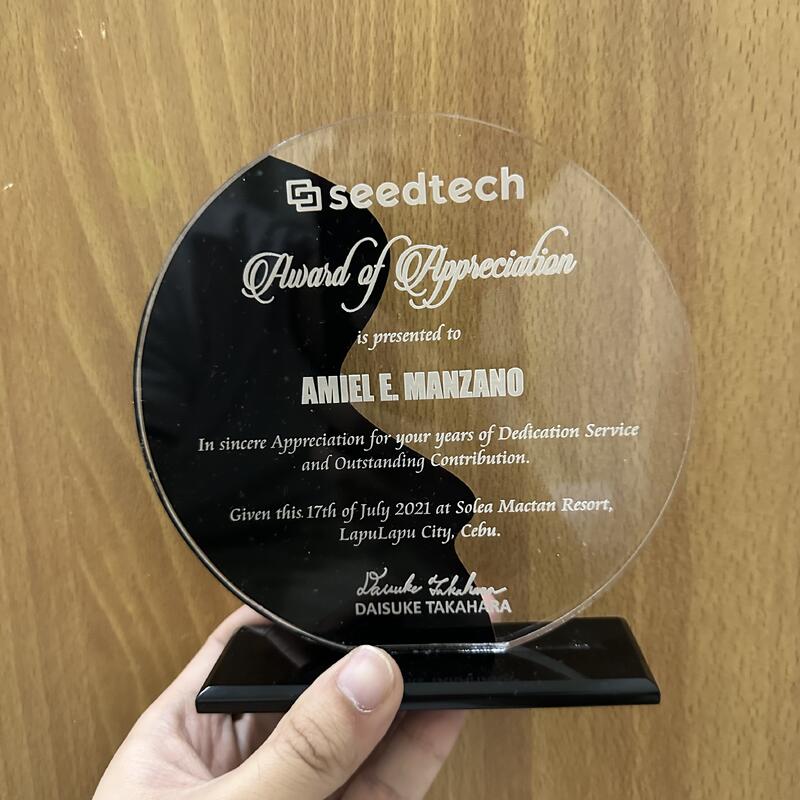 seedtech
Award of Appreciation
is presented to
AMIEL E. MANZANO
In sincere Appreciation for your years of Dedication Service
and Outstanding Contribution.
Given this 17th of July 2021 at Solea Mactan Resort,
LapuLapu City, Cebu.
Daisuke Takahara
DAISUKE TAKAHARA